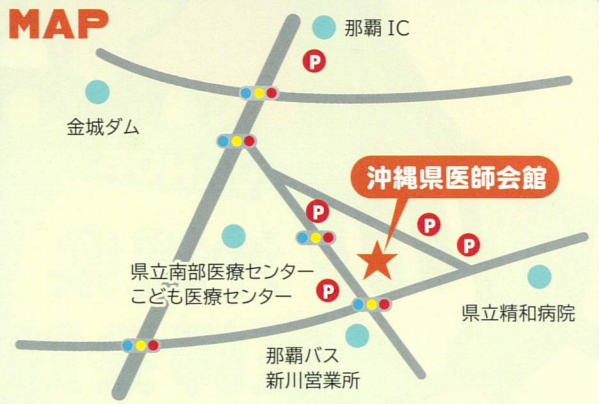 MAP
那覇 IC
P
金城ダム
沖縄県医師会館
P
P
P
県立南部医療センター
こども医療センター
P
県立精和病院
那覇バス
新川営業所